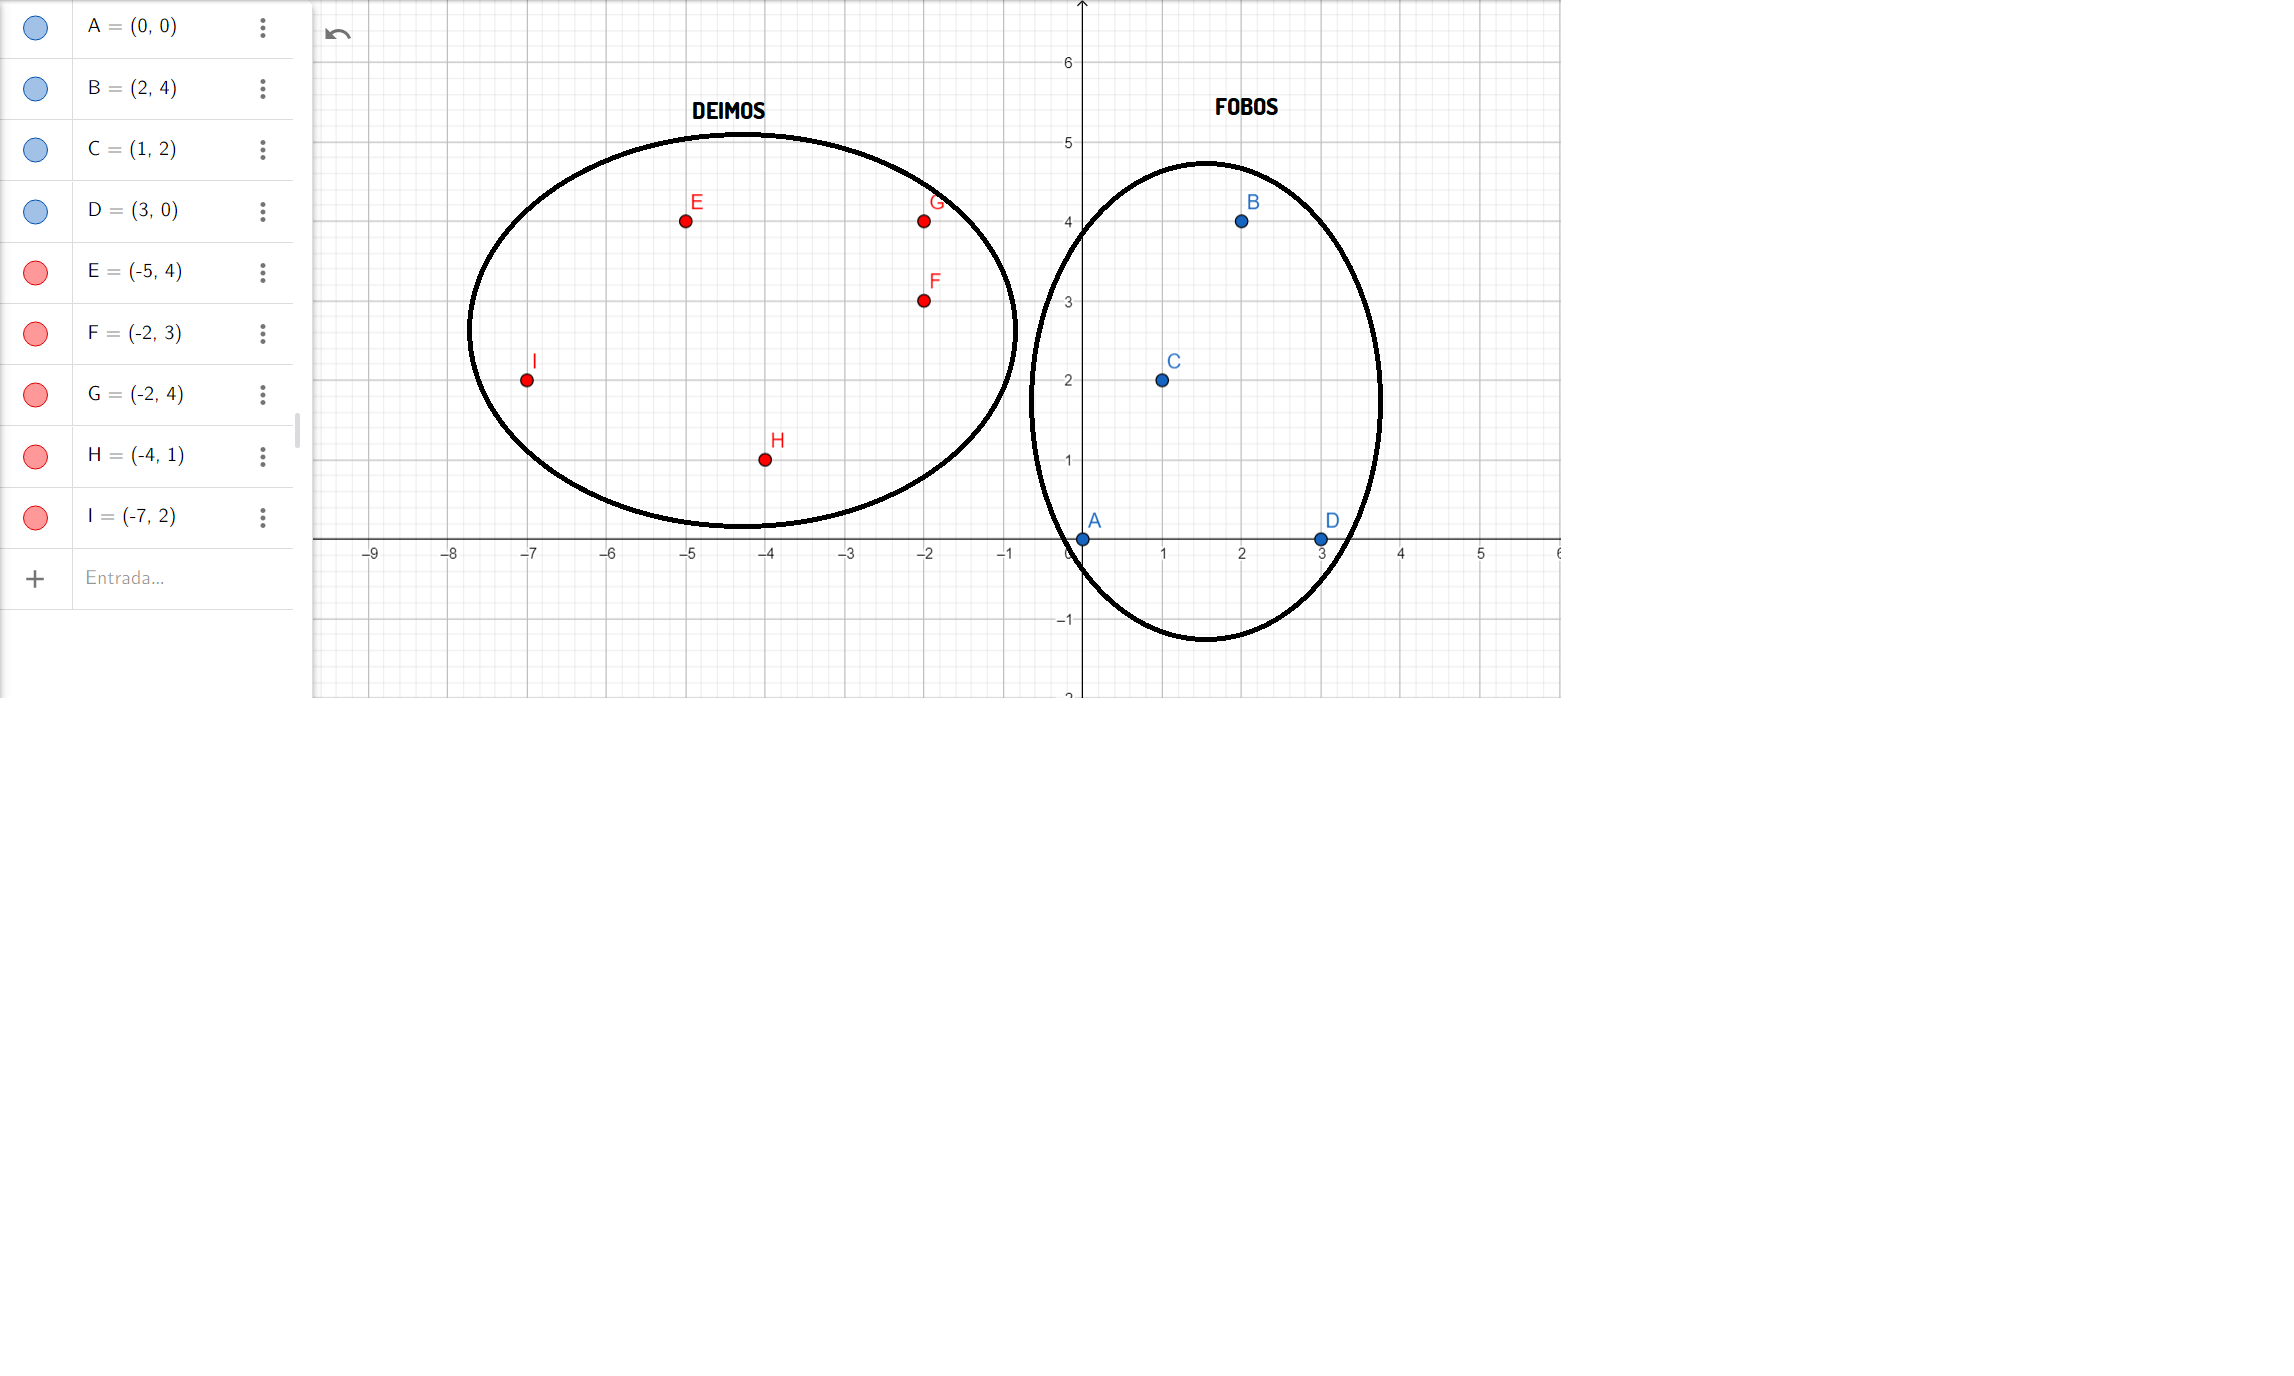 A = (0, 0)
B = (2, 4)
C = (1, 2)
D = (3, 0)
E = (-5, 4)
F = (-2, 3)
G = (-2, 4)
H = (-4, 1)
I = (-7, 2)
+ Entrada...
DEIMOS
FOBOS
6
5
4
3
2
1
–1
–9 –8 –7 –6 –5 –4 –3 –2 –1 0 1 2 3 4 5
E
G
F
I
H
B
C
A
D